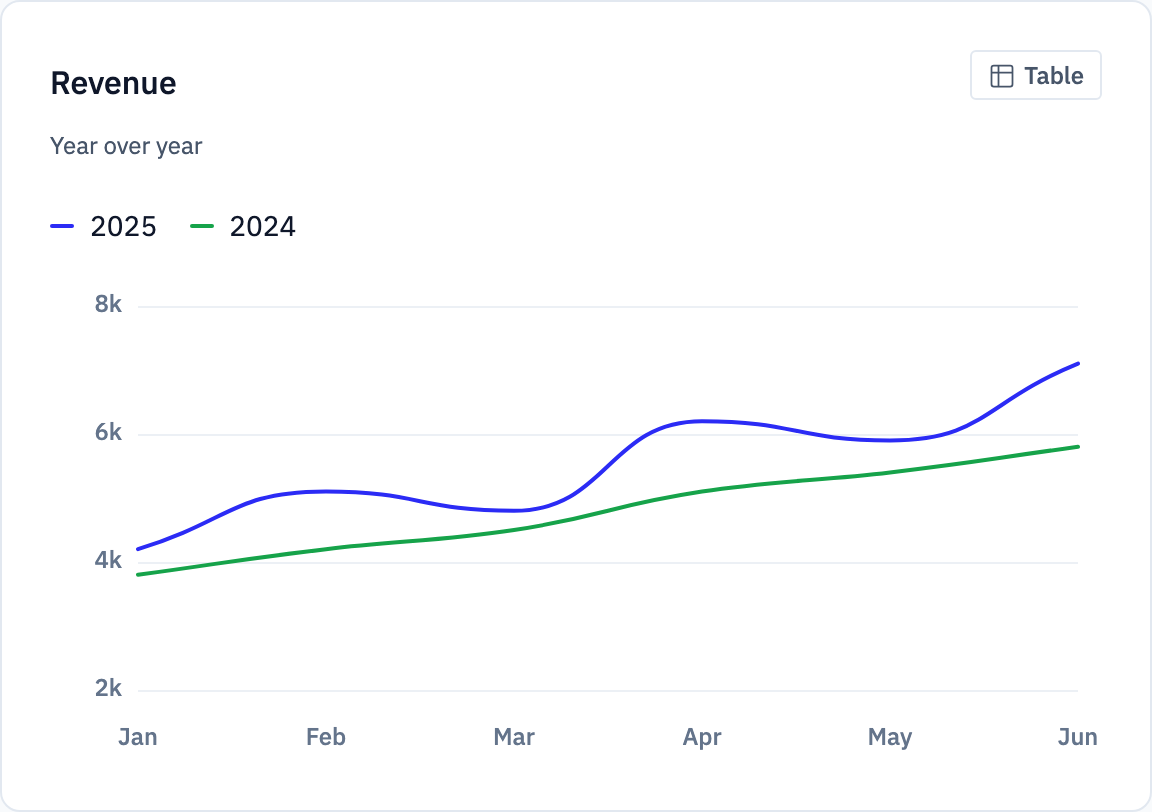 Revenue
Table
Year over year
2025 2024
8k
6k
4k
2k
Jan Feb Mar Apr May Jun